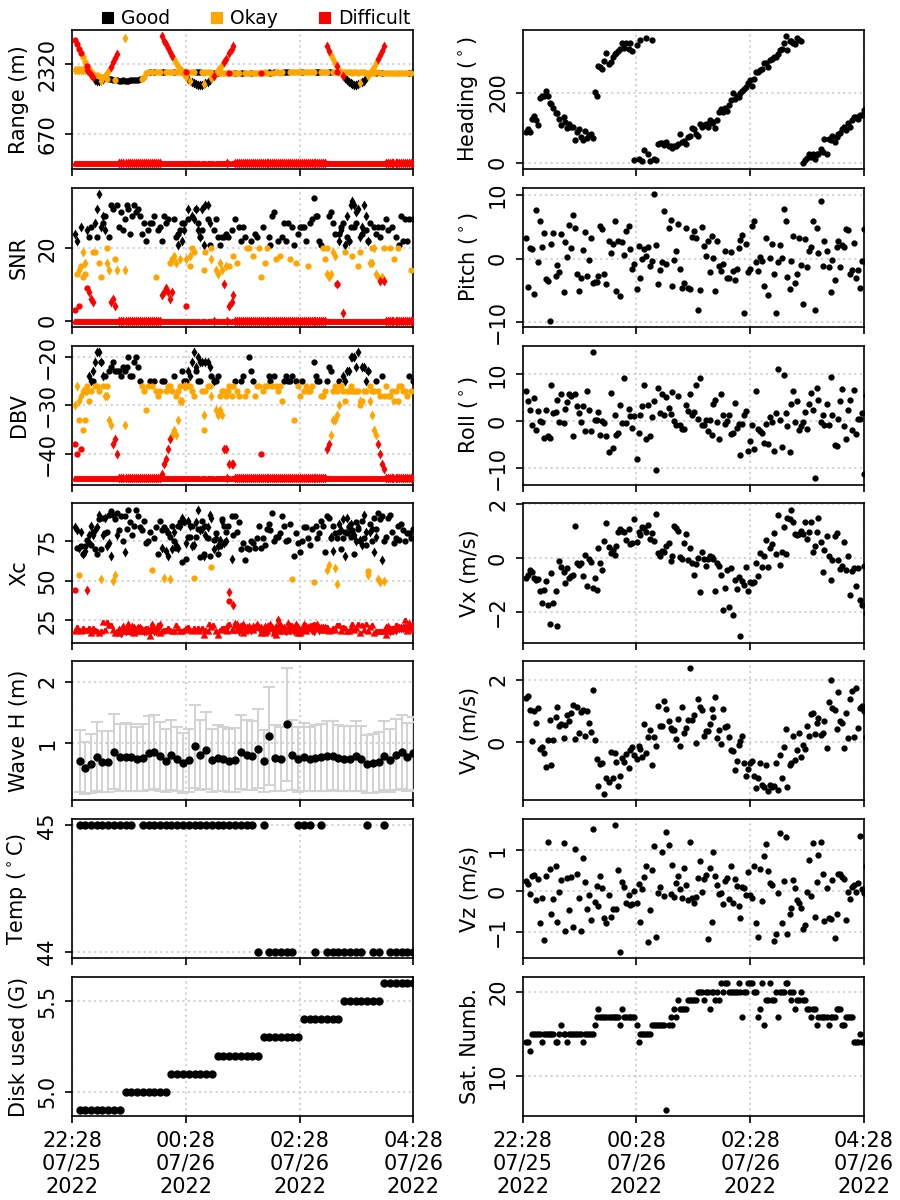 Good Okay Difficult
Range (m)
2320
670
Heading (°)
200
0
SNR
20
0
Pitch (°)
10
0
−10
DBV
−20
−30
−40
Roll (°)
10
0
−10
Xc
75
50
25
Vx (m/s)
2
0
−2
Wave H (m)
2
1
Vy (m/s)
2
0
Temp (°C)
45
44
Vz (m/s)
1
0
−1
Disk used (G)
5.5
5.0
Sat. Numb.
20
10
22:28 00:28 02:28 04:28
07/25 07/26 07/26 07/26
2022 2022 2022 2022
22:28 00:28 02:28 04:28
07/25 07/26 07/26 07/26
2022 2022 2022 2022